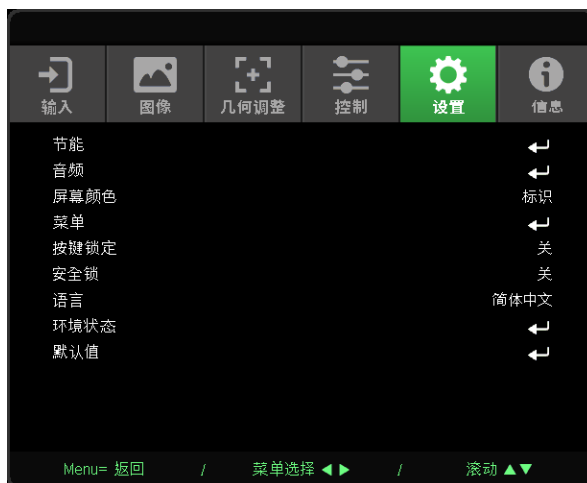 输入 图像 几何调整 控制 设置 信息
节能
音频
屏幕颜色 标识
菜单
按键锁定 关
安全锁 关
语言 简体中文
环境状态
默认值
Menu= 返回 / 菜单选择 ◀ ▶ / 滚动 ▲▼